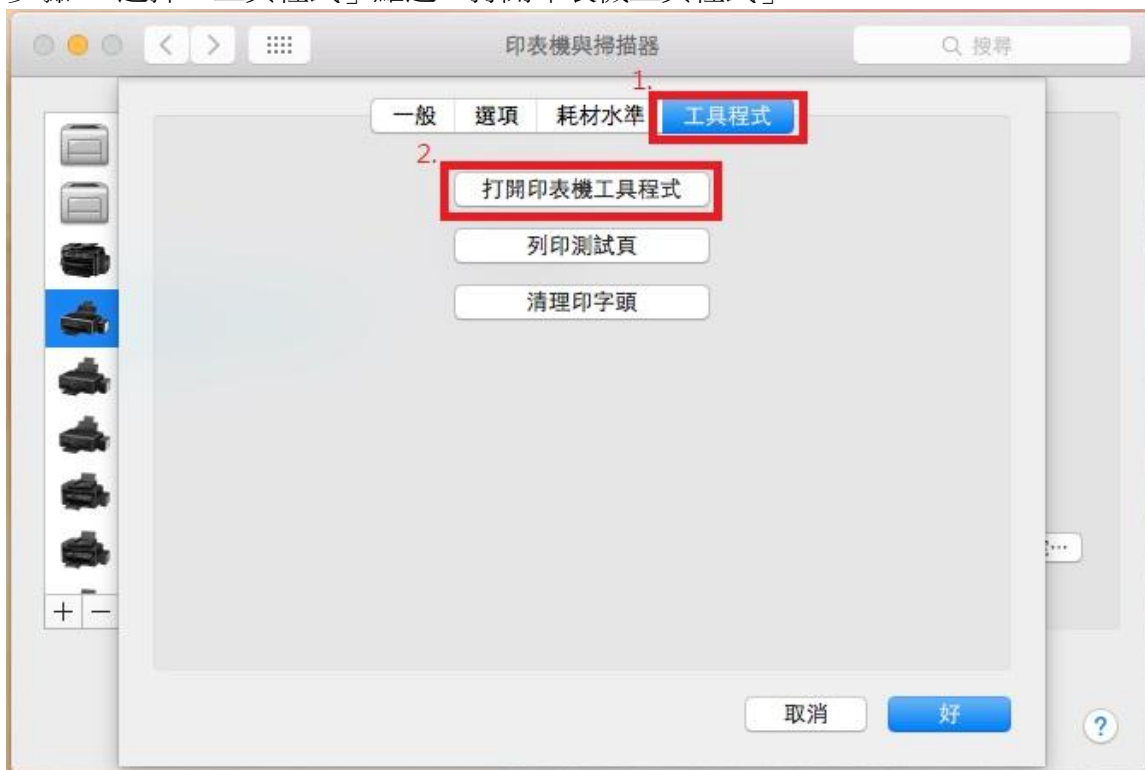 印表機與掃描器
搜尋
1.
一般 選項 耗材水準 工具程式
2.
打開印表機工具程式
列印測試頁
清理印字頭
+ −
取消 好 ?